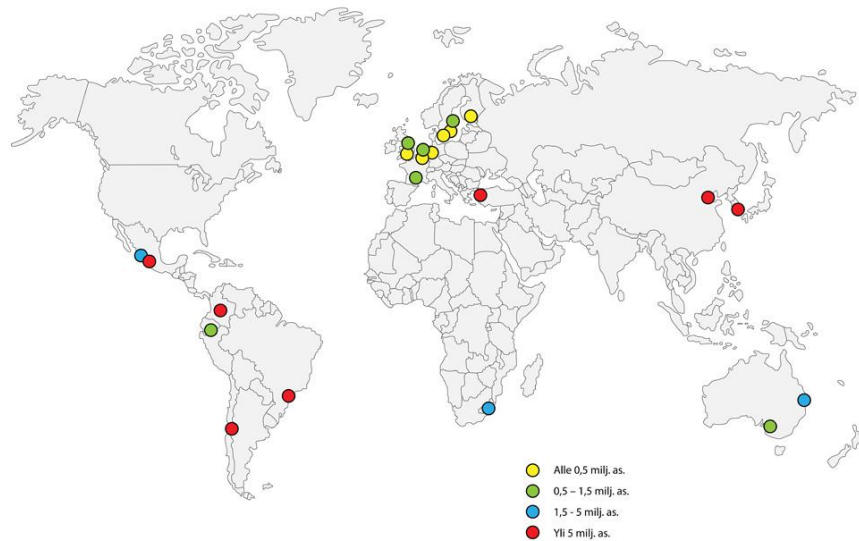 Alle 0,5 milj. as.
0,5 – 1,5 milj. as.
1,5 - 5 milj. as.
Yli 5 milj. as.